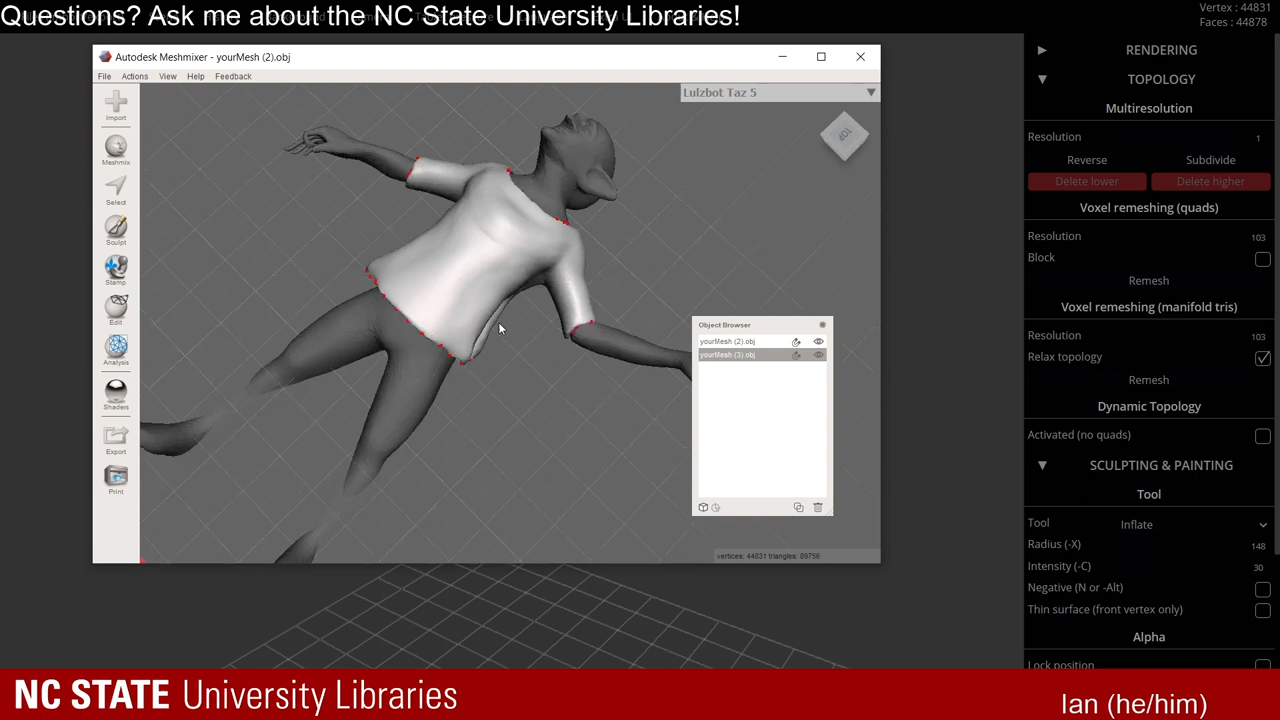 Questions? Ask me about the NC State University Libraries!
Vertex : 44831
Faces : 44878
Autodesk Meshmixer - yourMesh (2).obj
File Actions View Help Feedback
Import
Meshmix
Select
Sculpt
Stamp
Edit
Analysis
Shaders
Export
Print
Lulzbot Taz 5
TOP
Object Browser
yourMesh (2).obj
yourMesh (3).obj
vertices: 44831 triangles: 89756
RENDERING
TOPOLOGY
Multiresolution
Resolution 1
Reverse Subdivide
Delete lower Delete higher
Voxel remeshing (quads)
Resolution 103
Block
Remesh
Voxel remeshing (manifold tris)
Resolution 103
Relax topology
Remesh
Dynamic Topology
Activated (no quads)
SCULPTING & PAINTING
Tool
Tool Inflate
Radius (-X) 148
Intensity (-C) 30
Negative (N or -Alt)
Thin surface (front vertex only)
Alpha
Lock position
NC STATE University Libraries
Ian (he/him)